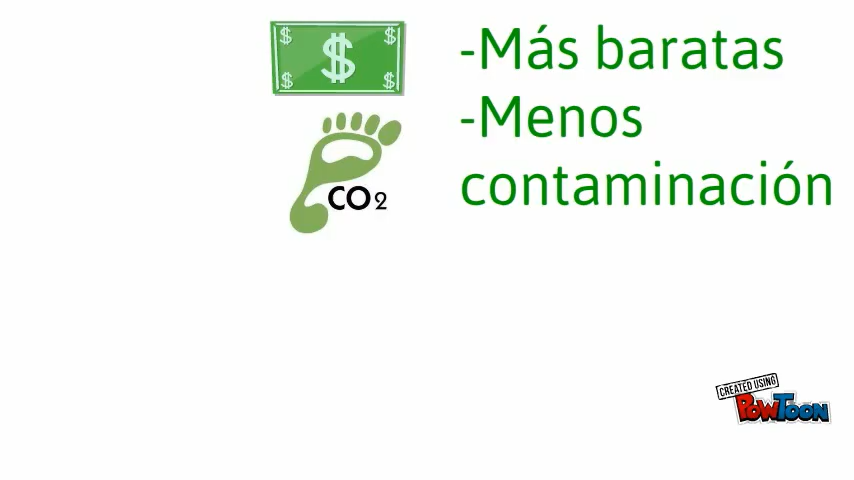 -Más baratas
-Menos
contaminación
$ $ $ $ $
CO2
CREATED USING
POWTOON